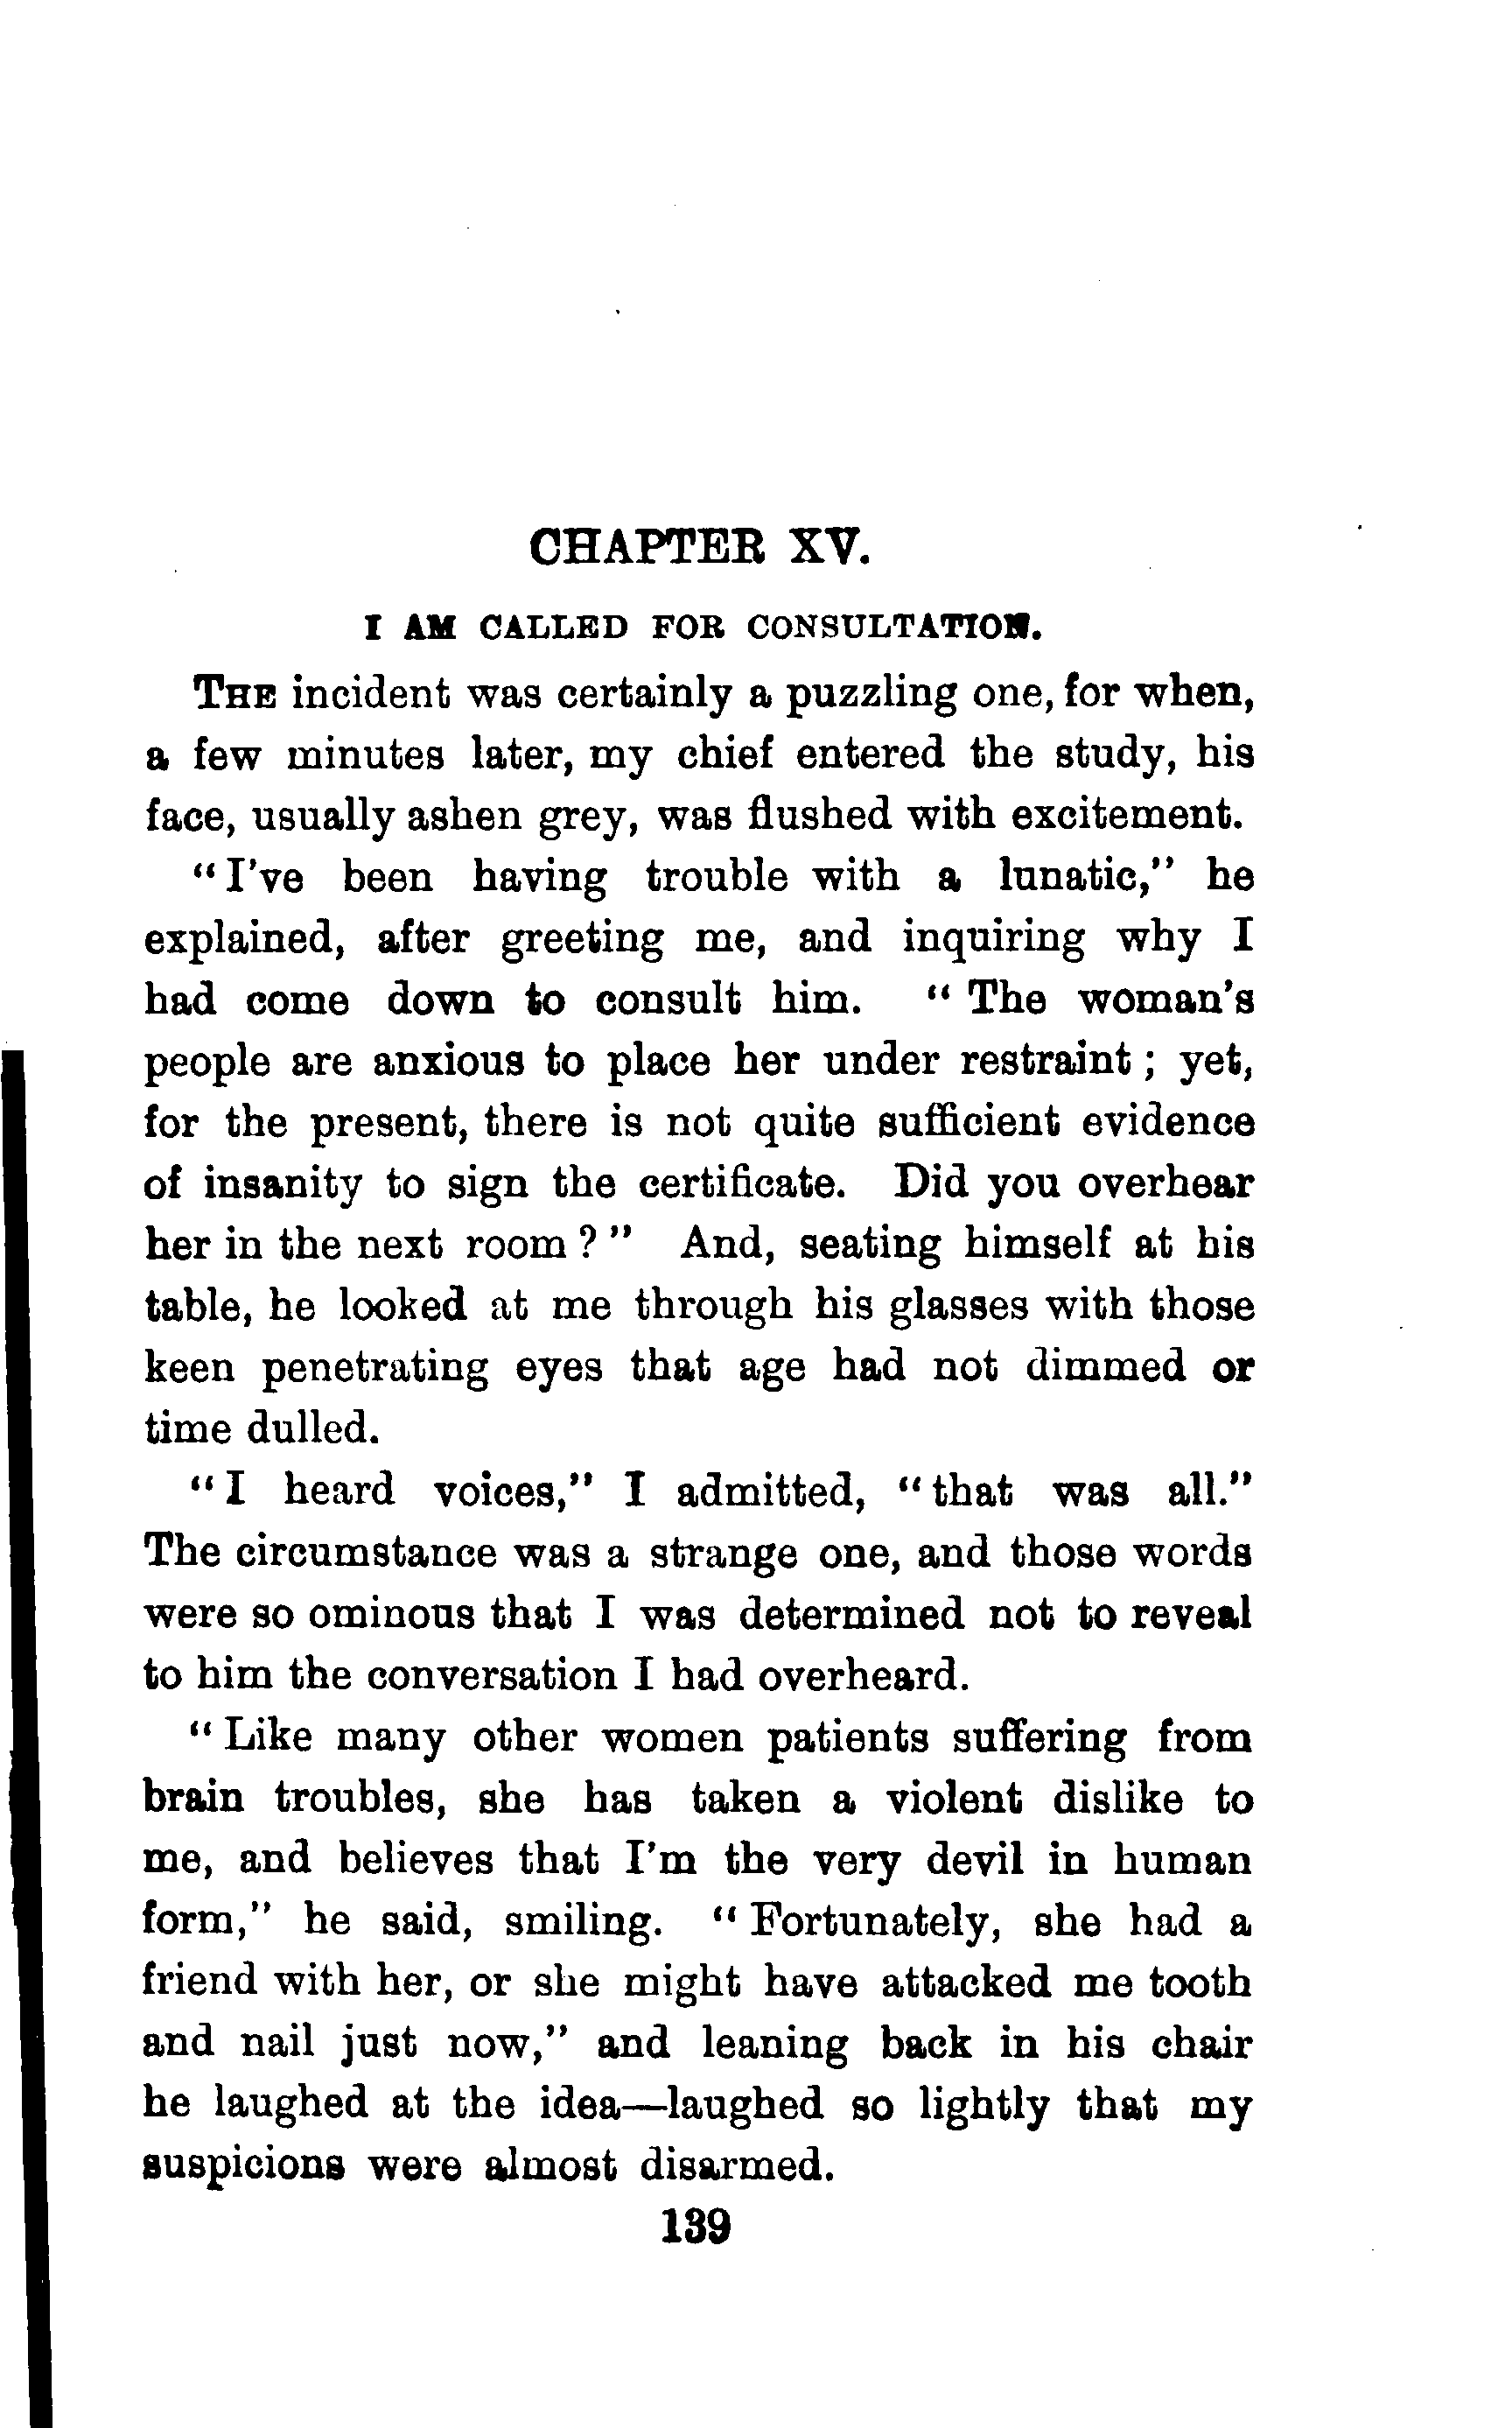 CHAPTER XV.
I AM CALLED FOR CONSULTATION.
THE incident was certainly a puzzling one, for when,
a few minutes later, my chief entered the study, his
face, usually ashen grey, was flushed with excitement.
"I've been having trouble with a lunatic," he
explained, after greeting me, and inquiring why I
had come down to consult him. "The woman's
people are anxious to place her under restraint; yet,
for the present, there is not quite sufficient evidence
of insanity to sign the certificate. Did you overhear
her in the next room?" And, seating himself at his
table, he looked at me through his glasses with those
keen penetrating eyes that age had not dimmed or
time dulled.
"I heard voices," I admitted, "that was all."
The circumstance was a strange one, and those words
were so ominous that I was determined not to reveal
to him the conversation I had overheard.
"Like many other women patients suffering from
brain troubles, she has taken a violent dislike to
me, and believes that I'm the very devil in human
form," he said, smiling. "Fortunately, she had a
friend with her, or she might have attacked me tooth
and nail just now," and leaning back in his chair
he laughed at the idea—laughed so lightly that my
suspicions were almost disarmed.
139